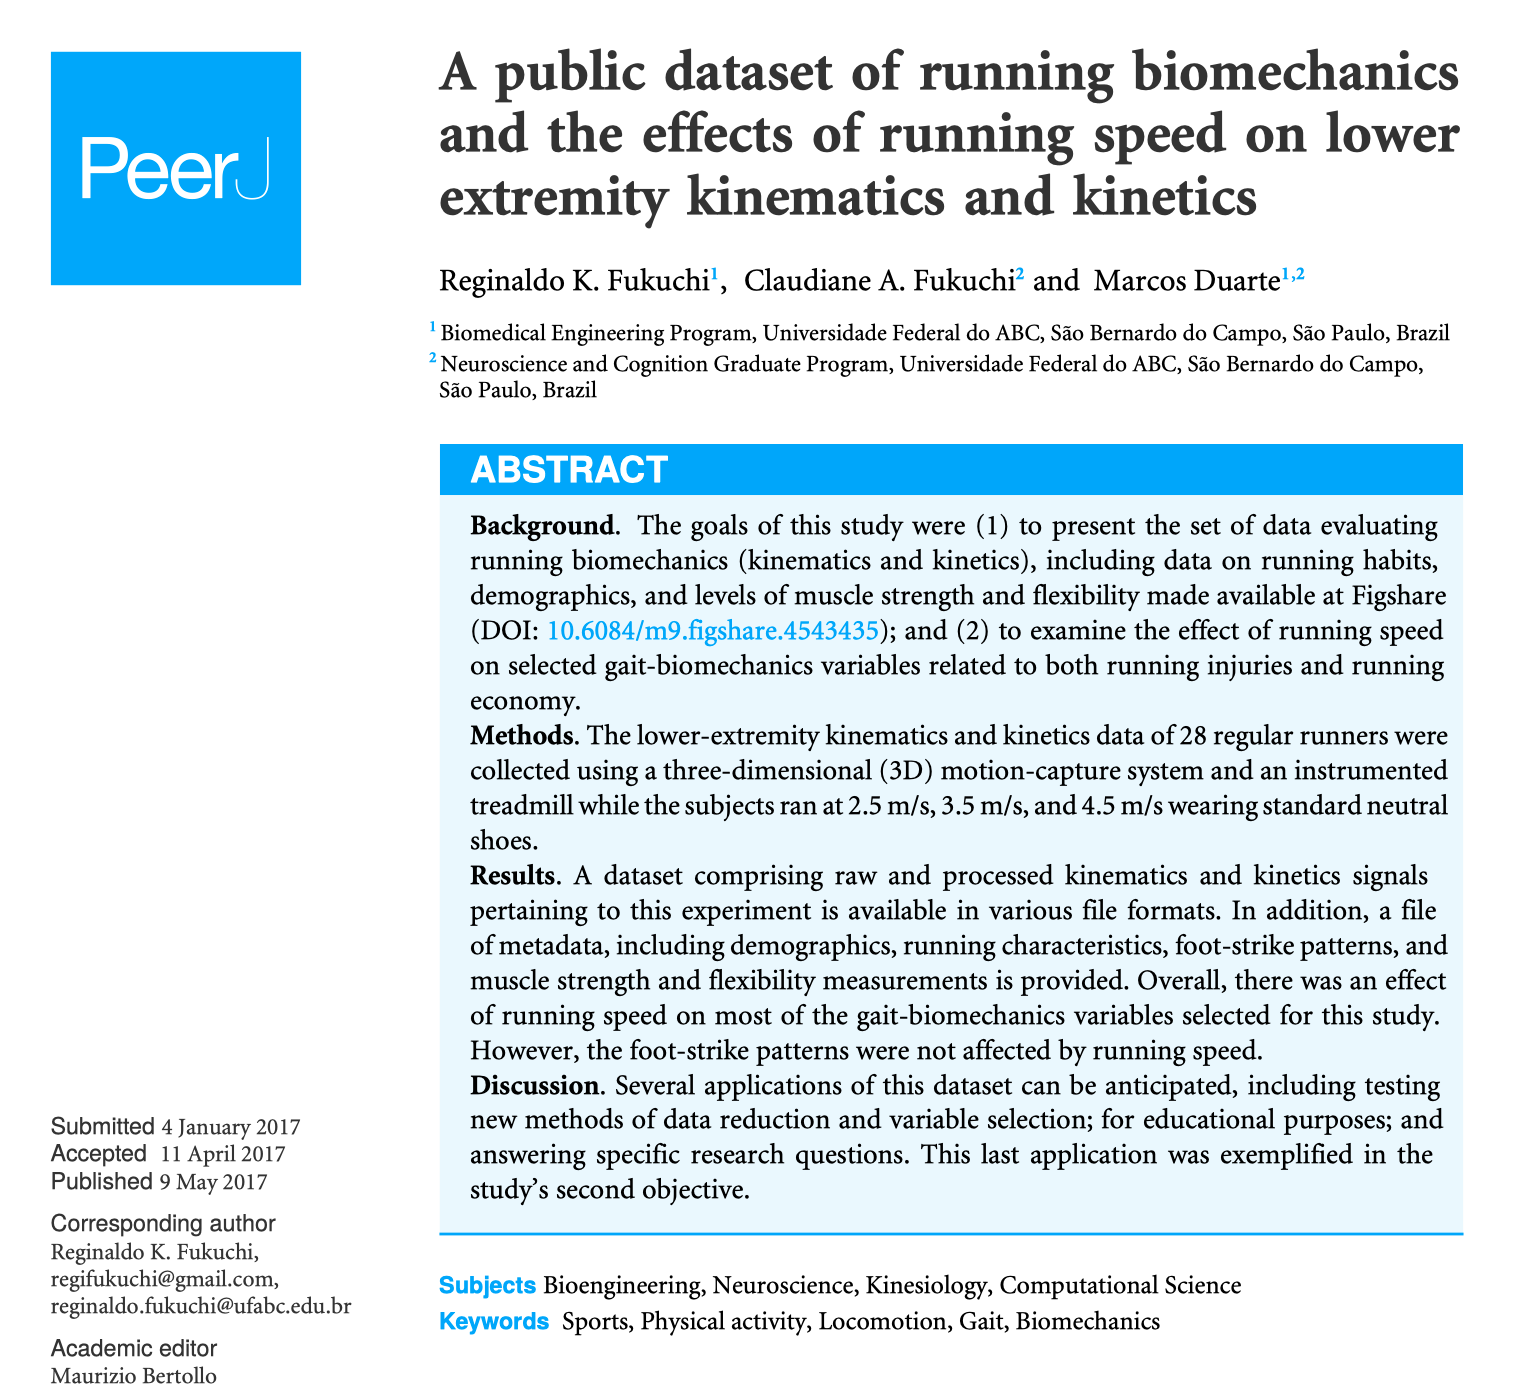 PeerJ
A public dataset of running biomechanics
and the effects of running speed on lower
extremity kinematics and kinetics
Reginaldo K. Fukuchi1, Claudiane A. Fukuchi2 and Marcos Duarte1,2
1 Biomedical Engineering Program, Universidade Federal do ABC, São Bernardo do Campo, São Paulo, Brazil
2 Neuroscience and Cognition Graduate Program, Universidade Federal do ABC, São Bernardo do Campo,
São Paulo, Brazil
ABSTRACT
Background. The goals of this study were (1) to present the set of data evaluating
running biomechanics (kinematics and kinetics), including data on running habits,
demographics, and levels of muscle strength and flexibility made available at Figshare
(DOI: 10.6084/m9.figshare.4543435); and (2) to examine the effect of running speed
on selected gait-biomechanics variables related to both running injuries and running
economy.
Methods. The lower-extremity kinematics and kinetics data of 28 regular runners were
collected using a three-dimensional (3D) motion-capture system and an instrumented
treadmill while the subjects ran at 2.5 m/s, 3.5 m/s, and 4.5 m/s wearing standard neutral
shoes.
Results. A dataset comprising raw and processed kinematics and kinetics signals
pertaining to this experiment is available in various file formats. In addition, a file
of metadata, including demographics, running characteristics, foot-strike patterns, and
muscle strength and flexibility measurements is provided. Overall, there was an effect
of running speed on most of the gait-biomechanics variables selected for this study.
However, the foot-strike patterns were not affected by running speed.
Discussion. Several applications of this dataset can be anticipated, including testing
new methods of data reduction and variable selection; for educational purposes; and
answering specific research questions. This last application was exemplified in the
study's second objective.
Subjects Bioengineering, Neuroscience, Kinesiology, Computational Science
Keywords Sports, Physical activity, Locomotion, Gait, Biomechanics
Submitted 4 January 2017
Accepted 11 April 2017
Published 9 May 2017
Corresponding author
Reginaldo K. Fukuchi,
regifukuchi@gmail.com,
reginaldo.fukuchi@ufabc.edu.br
Academic editor
Maurizio Bertollo